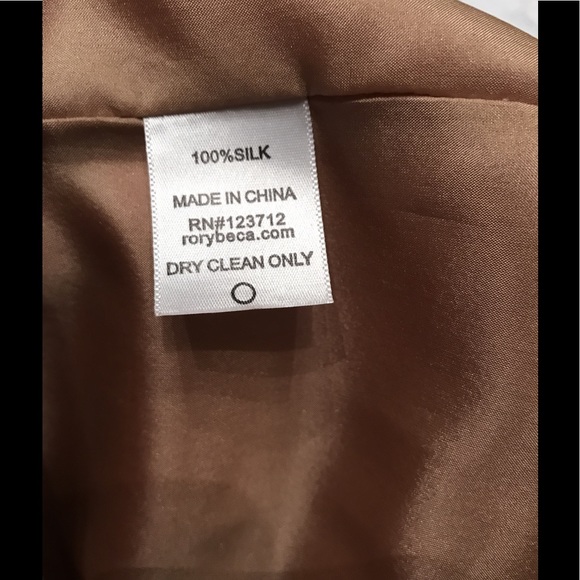 100%SILK
MADE IN CHINA
RN#123712
rorybeca.com
DRY CLEAN ONLY